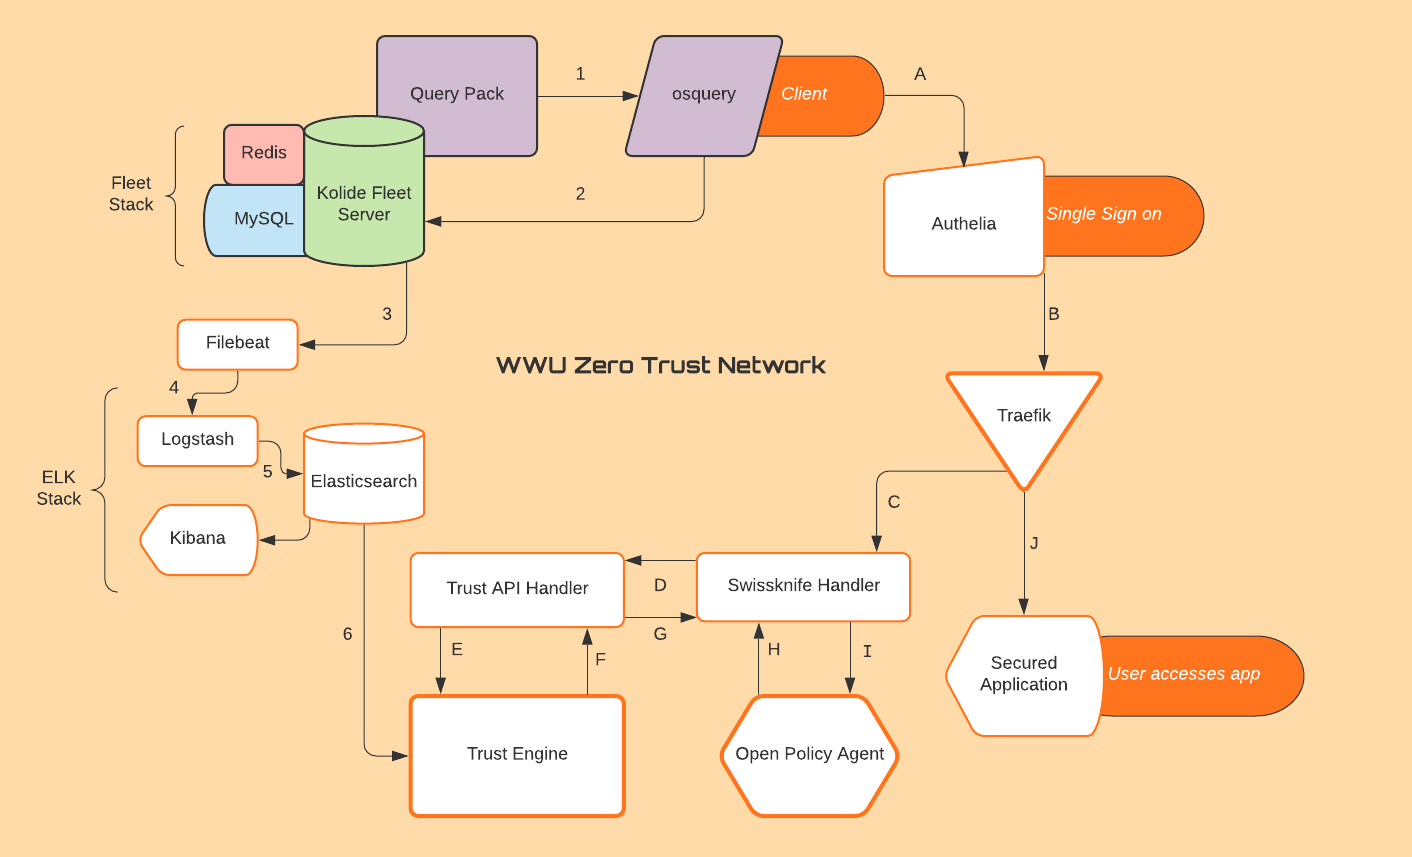 Query Pack
1
osquery
Client
A
Redis
Fleet
Stack
Kolide Fleet
Server
MySQL
2
Authelia
Single Sign on
3
B
Filebeat
WWU Zero Trust Network
4
Traefik
Logstash
5
ELK
Stack
Elasticsearch
C
Kibana
J
Trust API Handler
D
Swissknife Handler
6
G
E
F
H
I
Secured
Application
User accesses app
Trust Engine
Open Policy Agent